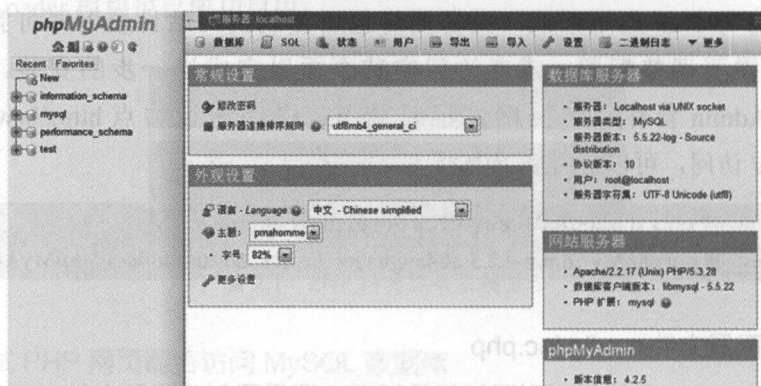 phpMyAdmin
Recent Favorites
New
information_schema
mysql
performance_schema
test
服务器: localhost
数据库 SQL 状态 用户 导出 导入 设置 二进制日志 更多
常规设置
修改密码
服务器连接排序规则 utf8mb4_general_ci
外观设置
语言 - Language: 中文 - Chinese simplified
主题: pmahomme
字号: 82%
更多设置
数据库服务器
服务器: Localhost via UNIX socket
服务器类型: MySQL
服务器版本: 5.5.22-log - Source
distribution
协议版本: 10
用户: root@localhost
服务器字符集: UTF-8 Unicode (utf8)
网站服务器
Apache/2.2.17 (Unix) PHP/5.3.28
数据库客户端版本: libmysql - 5.5.22
PHP 扩展: mysql
phpMyAdmin
版本信息: 4.2.5